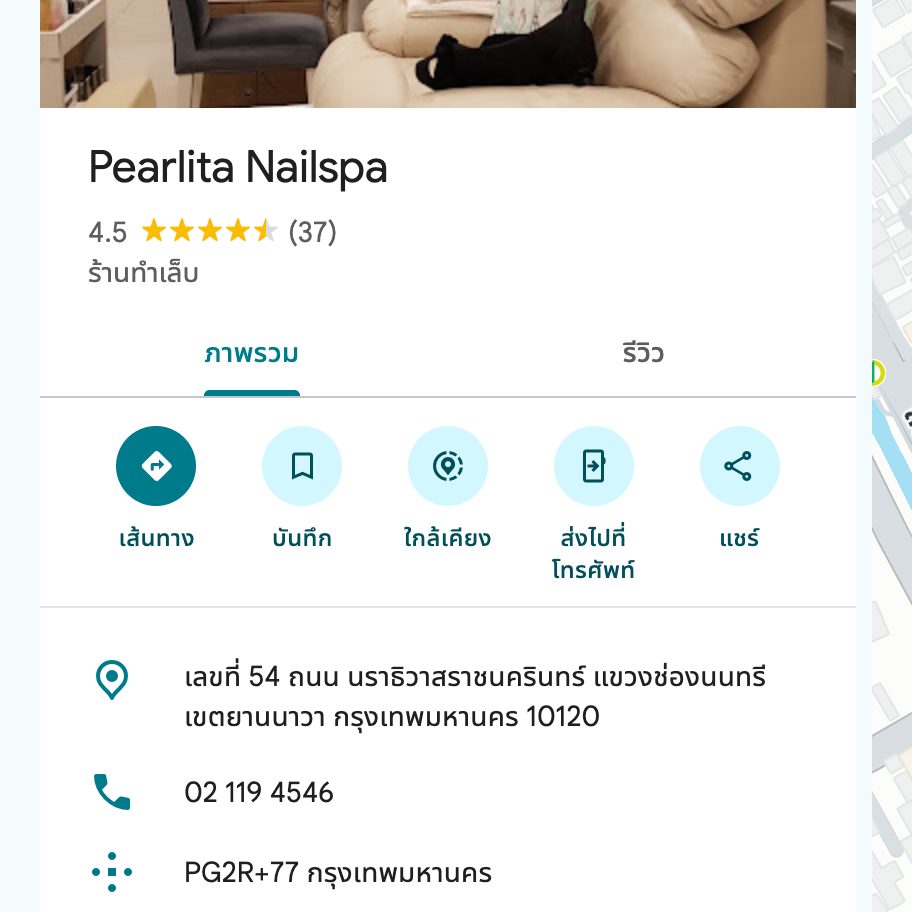 Pearlita Nailspa
4.5 (37)
ร้านทำเล็บ
ภาพรวม
รีวิว
เส้นทาง
บันทึก
ใกล้เคียง
ส่งไปที่
โทรศัพท์
แชร์
เลขที่ 54 ถนน นราธิวาสราชนครินทร์ แขวงช่องนนทรี
เขตยานนาวา กรุงเทพมหานคร 10120
02 119 4546
PG2R+77 กรุงเทพมหานคร